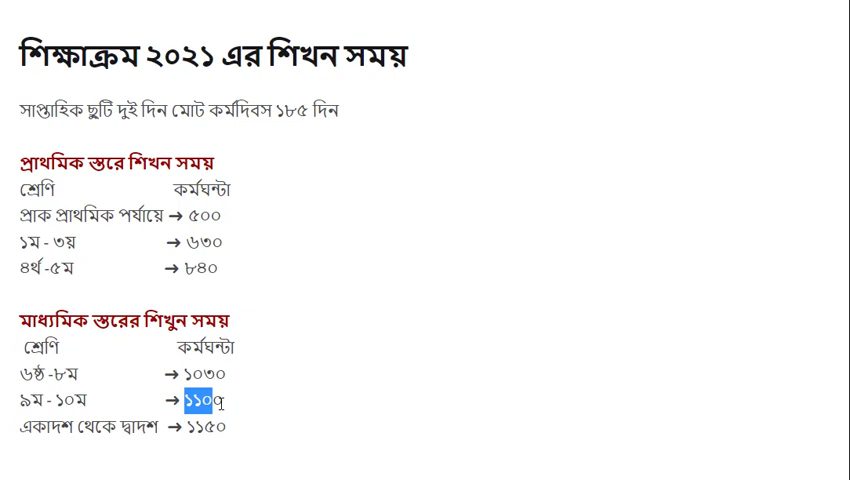 শিক্ষাক্রম ২০২১ এর শিখন সময়
সাপ্তাহিক ছুটি দুই দিন মোট কর্মদিবস ১৮৫ দিন
প্রাথমিক স্তরে শিখন সময়
শ্রেণি কর্মঘন্টা
প্রাক প্রাথমিক পর্যায়ে → ৫০০
১ম - ৩য় → ৬৩০
৪র্থ -৫ম → ৮৪০
মাধ্যমিক স্তরের শিখুন সময়
শ্রেণি কর্মঘন্টা
৬ষ্ঠ -৮ম → ১০৩০
৯ম - ১০ম → ১১০০
একাদশ থেকে দ্বাদশ → ১১৫০